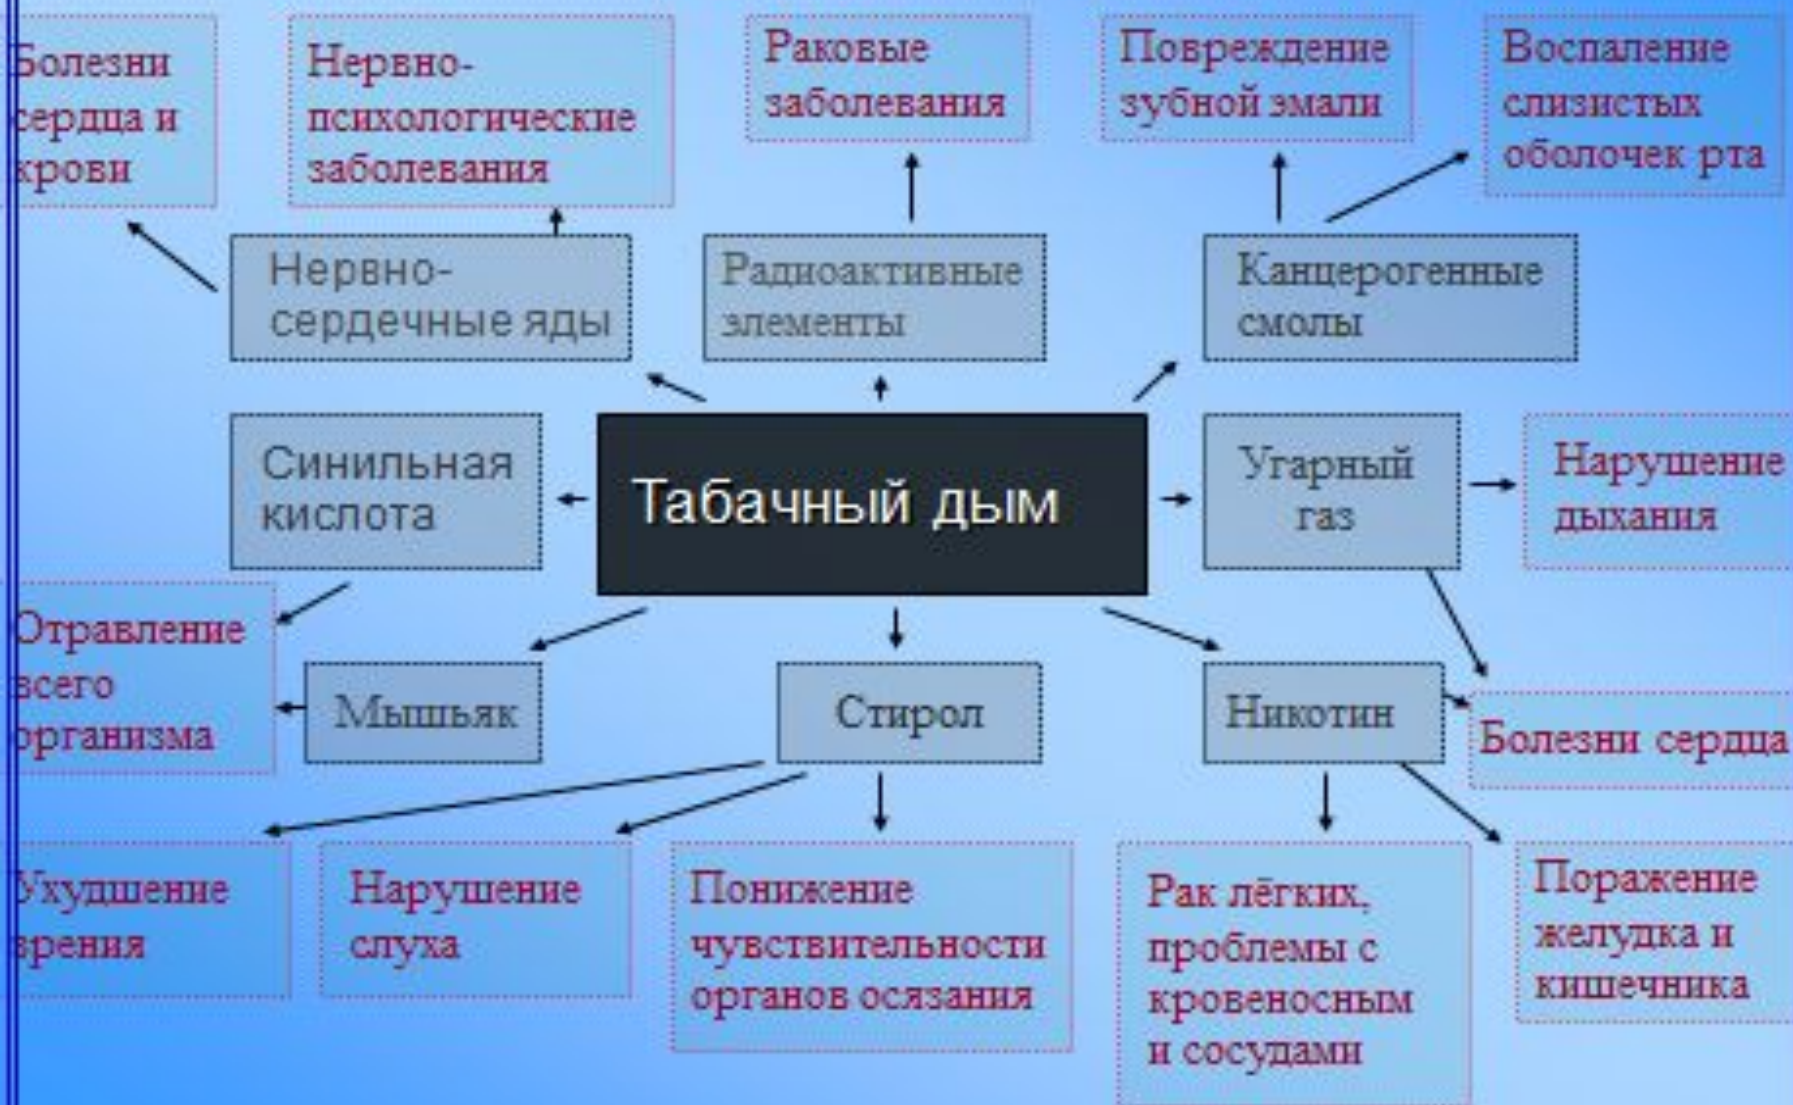 Болезни
сердца и
крови
Нервно-
психологические
заболевания
Раковые
заболевания
Повреждение
зубной эмали
Воспаление
слизистых
оболочек рта
Нервно-
сердечные яды
Радиоактивные
элементы
Канцерогенные
смолы
Синильная
кислота
Табачный дым
Угарный
газ
Нарушение
дыхания
Отравление
всего
организма
Мышьяк
Стирол
Никотин
Болезни сердца
Ухудшение
зрения
Нарушение
слуха
Понижение
чувствительности
органов осязания
Рак лёгких,
проблемы с
кровеносным
и сосудами
Поражение
желудка и
кишечника